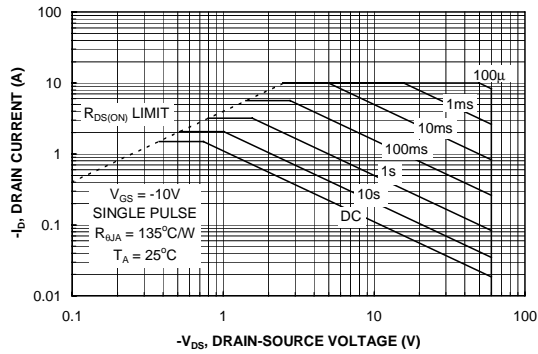 -I_D, DRAIN CURRENT (A)
100
10
1
0.1
0.01
R_DS(ON) LIMIT
V_GS = -10V
SINGLE PULSE
R_θJA = 135°C/W
T_A = 25°C
100μ
1ms
10ms
100ms
1s
10s
DC
0.1
1
10
100
-V_DS, DRAIN-SOURCE VOLTAGE (V)